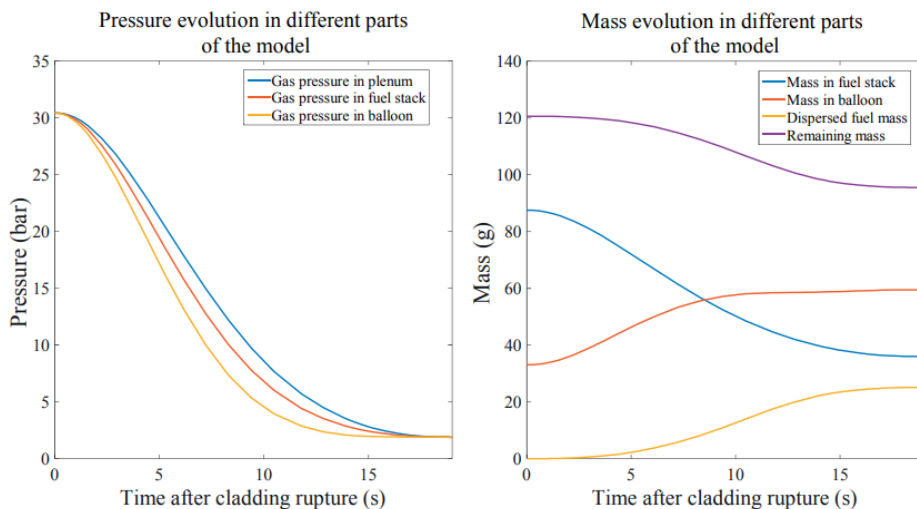 Pressure evolution in different parts
of the model
35
30
25
20
15
10
5
0
0
5
10
15
Pressure (bar)
Time after cladding rupture (s)
Gas pressure in plenum
Gas pressure in fuel stack
Gas pressure in balloon
Mass evolution in different parts
of the model
140
120
100
80
60
40
20
0
0
5
10
15
Mass (g)
Time after cladding rupture (s)
Mass in fuel stack
Mass in balloon
Dispersed fuel mass
Remaining mass